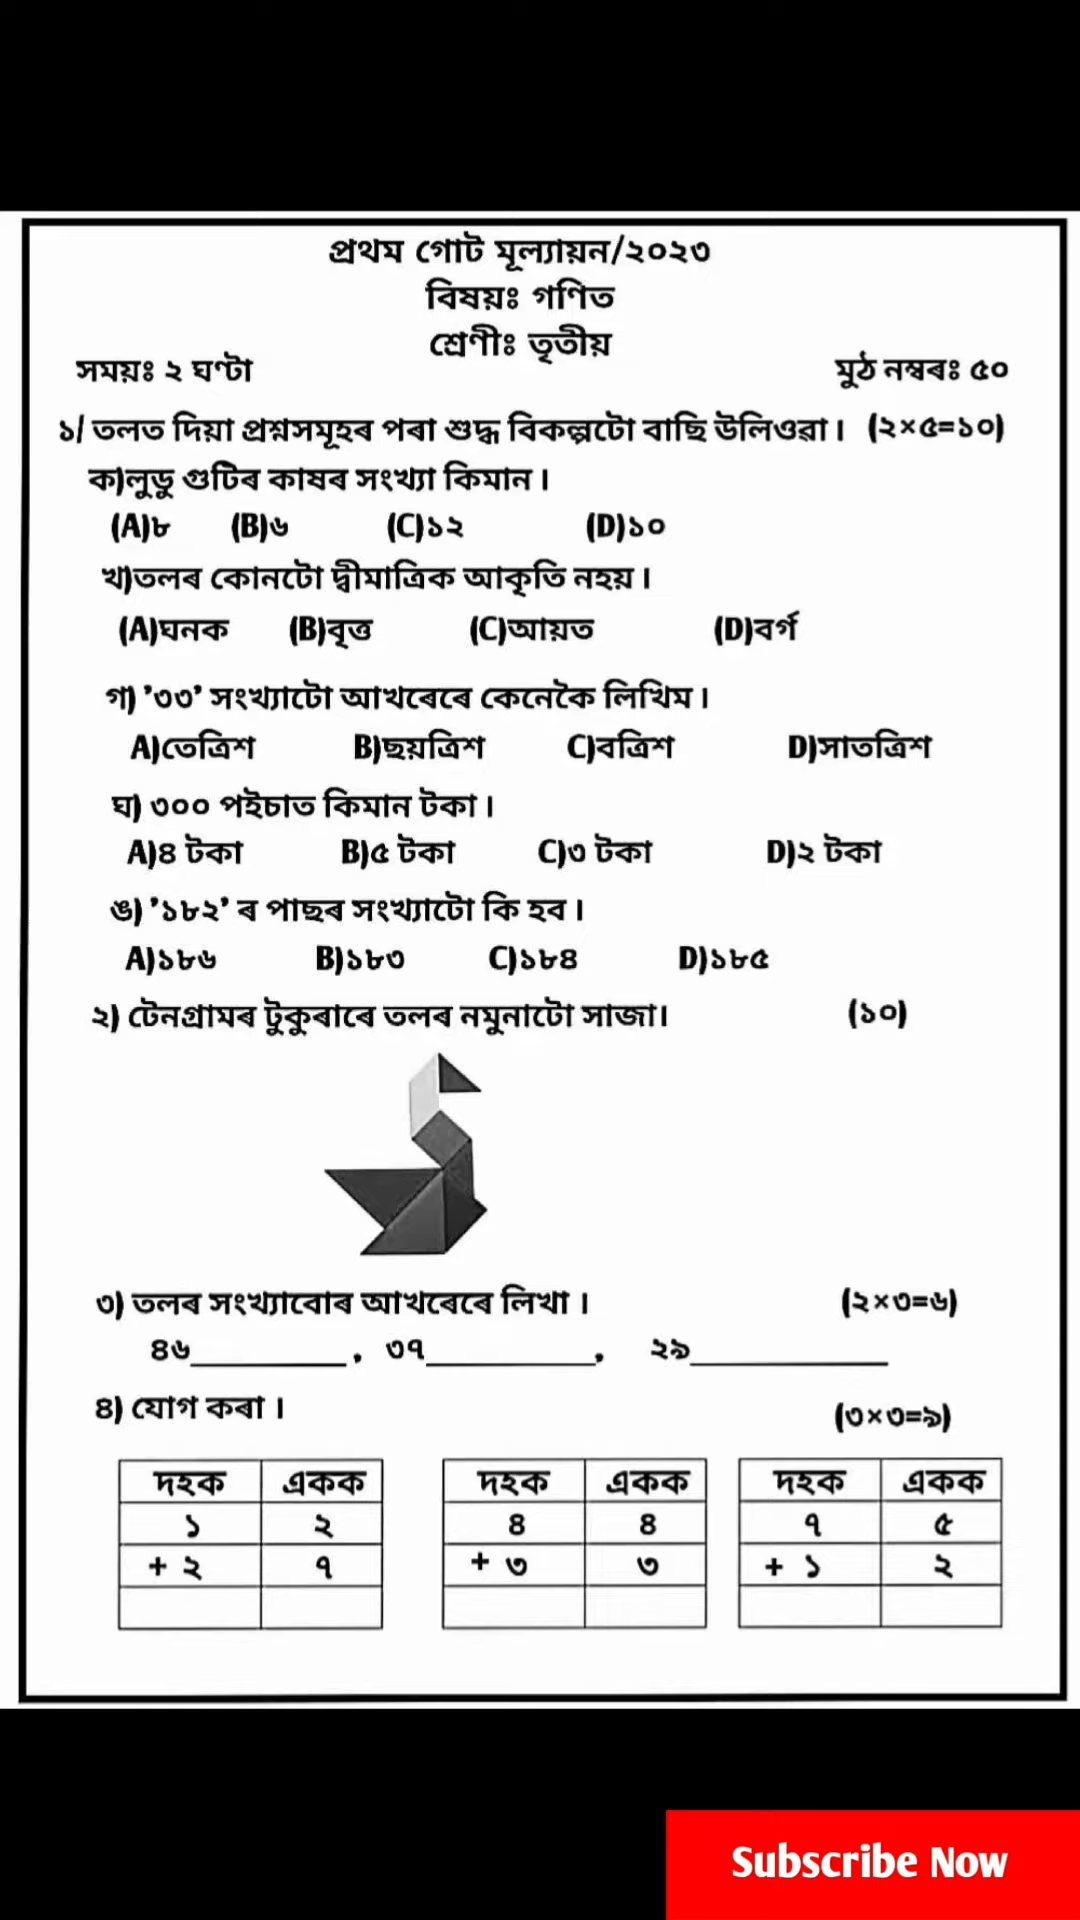 প্ৰথম গোট মূল্যায়ন/২০২৩
বিষয়ঃ গণিত
শ্ৰেণীঃ তৃতীয়
সময়ঃ ২ ঘণ্টা মুঠ নম্বৰঃ ৫০
১/ তলত দিয়া প্ৰশ্নসমূহৰ পৰা শুদ্ধ বিকল্পটো বাছি উলিওৱা। (২×৫=১০)
ক)লুডু গুটিৰ কাষৰ সংখ্যা কিমান।
(A)৮ (B)৬ (C)১২ (D)১০
খ)তলৰ কোনটো দ্বীমাত্ৰিক আকৃতি নহয়।
(A)ঘনক (B)বৃত্ত (C)আয়ত (D)বৰ্গ
গ) ’৩৩’ সংখ্যাটো আখৰেৰে কেনেকৈ লিখিম।
A)তেত্ৰিশ B)ছয়ত্ৰিশ C)বত্ৰিশ D)সাতত্ৰিশ
ঘ) ৩০০ পইচাত কিমান টকা।
A)৪ টকা B)৫ টকা C)৩ টকা D)২ টকা
ঙ) ’১৮২’ ৰ পাছৰ সংখ্যাটো কি হব।
A)১৮৬ B)১৮৩ C)১৮৪ D)১৮৫
২) টেনগ্ৰামৰ টুকুৰাৰে তলৰ নমুনাটো সাজা। (১০)
৩) তলৰ সংখ্যাবোৰ আখৰেৰে লিখা। (২×৩=৬)
৪৬__________, ৩৭__________, ২৯__________
৪) যোগ কৰা। (৩×৩=৯)
দহক একক দহক একক দহক একক
১ ২ ৪ ৪ ৭ ৫
+ ২ ৭ + ৩ ৩ + ১ ২
Subscribe Now